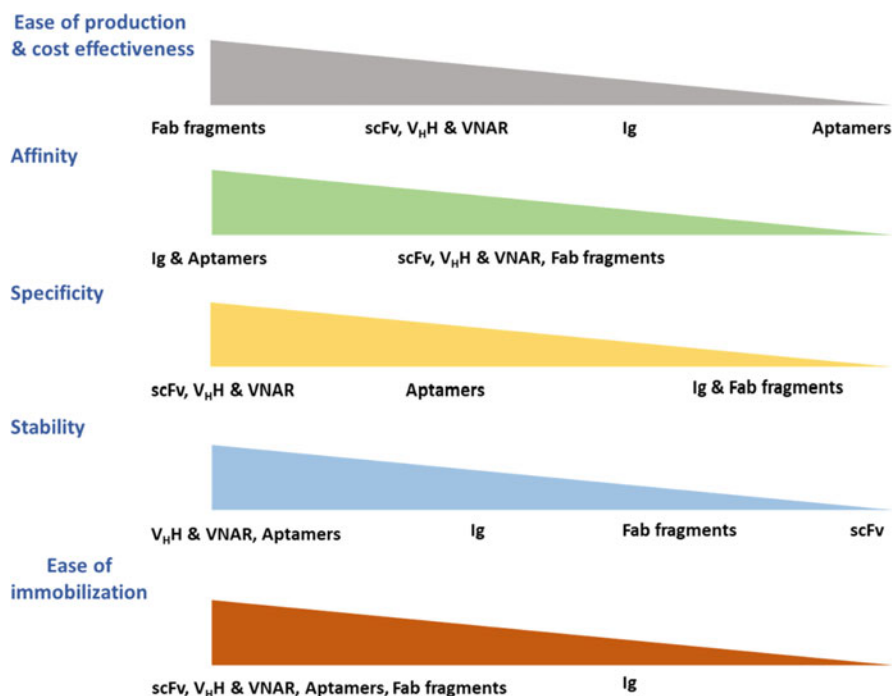 Ease of production
& cost effectiveness
Fab fragments scFv, VHH & VNAR Ig Aptamers
Affinity
Ig & Aptamers scFv, VHH & VNAR, Fab fragments
Specificity
scFv, VHH & VNAR Aptamers Ig & Fab fragments
Stability
VHH & VNAR, Aptamers Ig Fab fragments scFv
Ease of
immobilization
scFv, VHH & VNAR, Aptamers, Fab fragments Ig